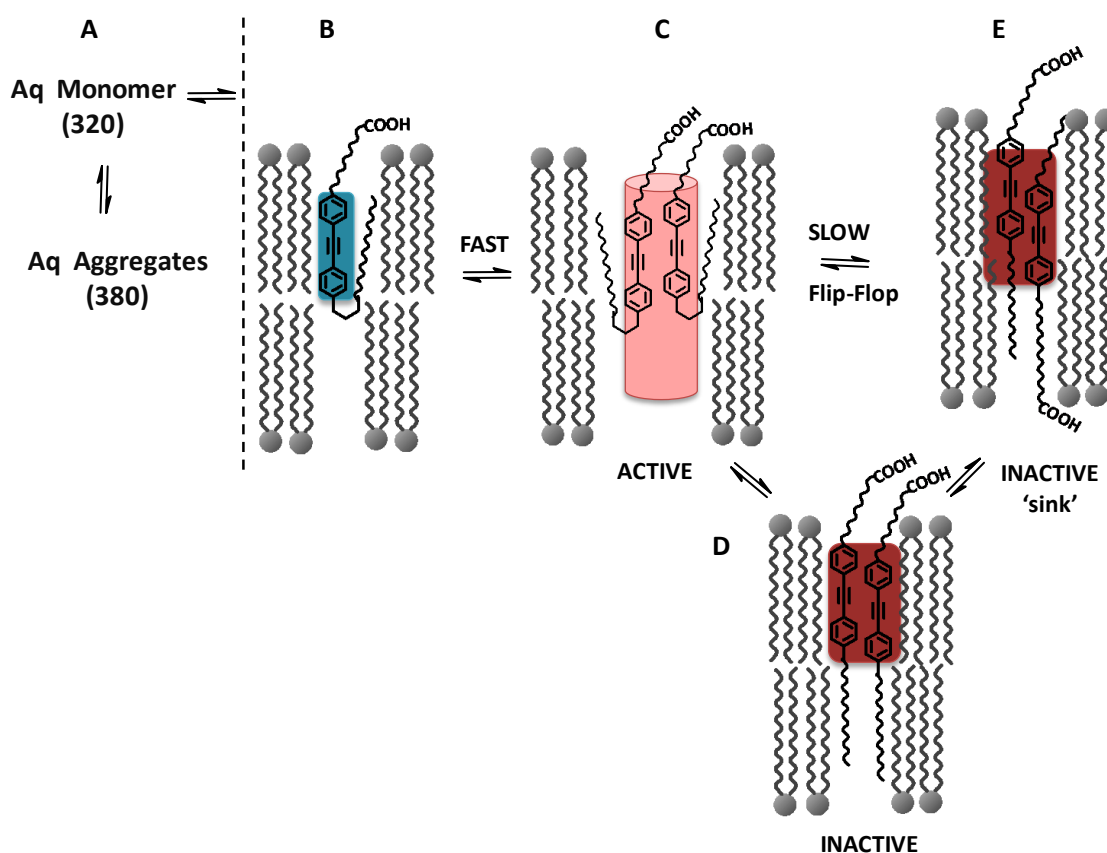 A
B
C
E
Aq Monomer
(320)
Aq Aggregates
(380)
COOH
FAST
COOH
COOH
ACTIVE
SLOW
Flip-Flop
COOH
COOH
INACTIVE
‘sink’
D
COOH
COOH
INACTIVE